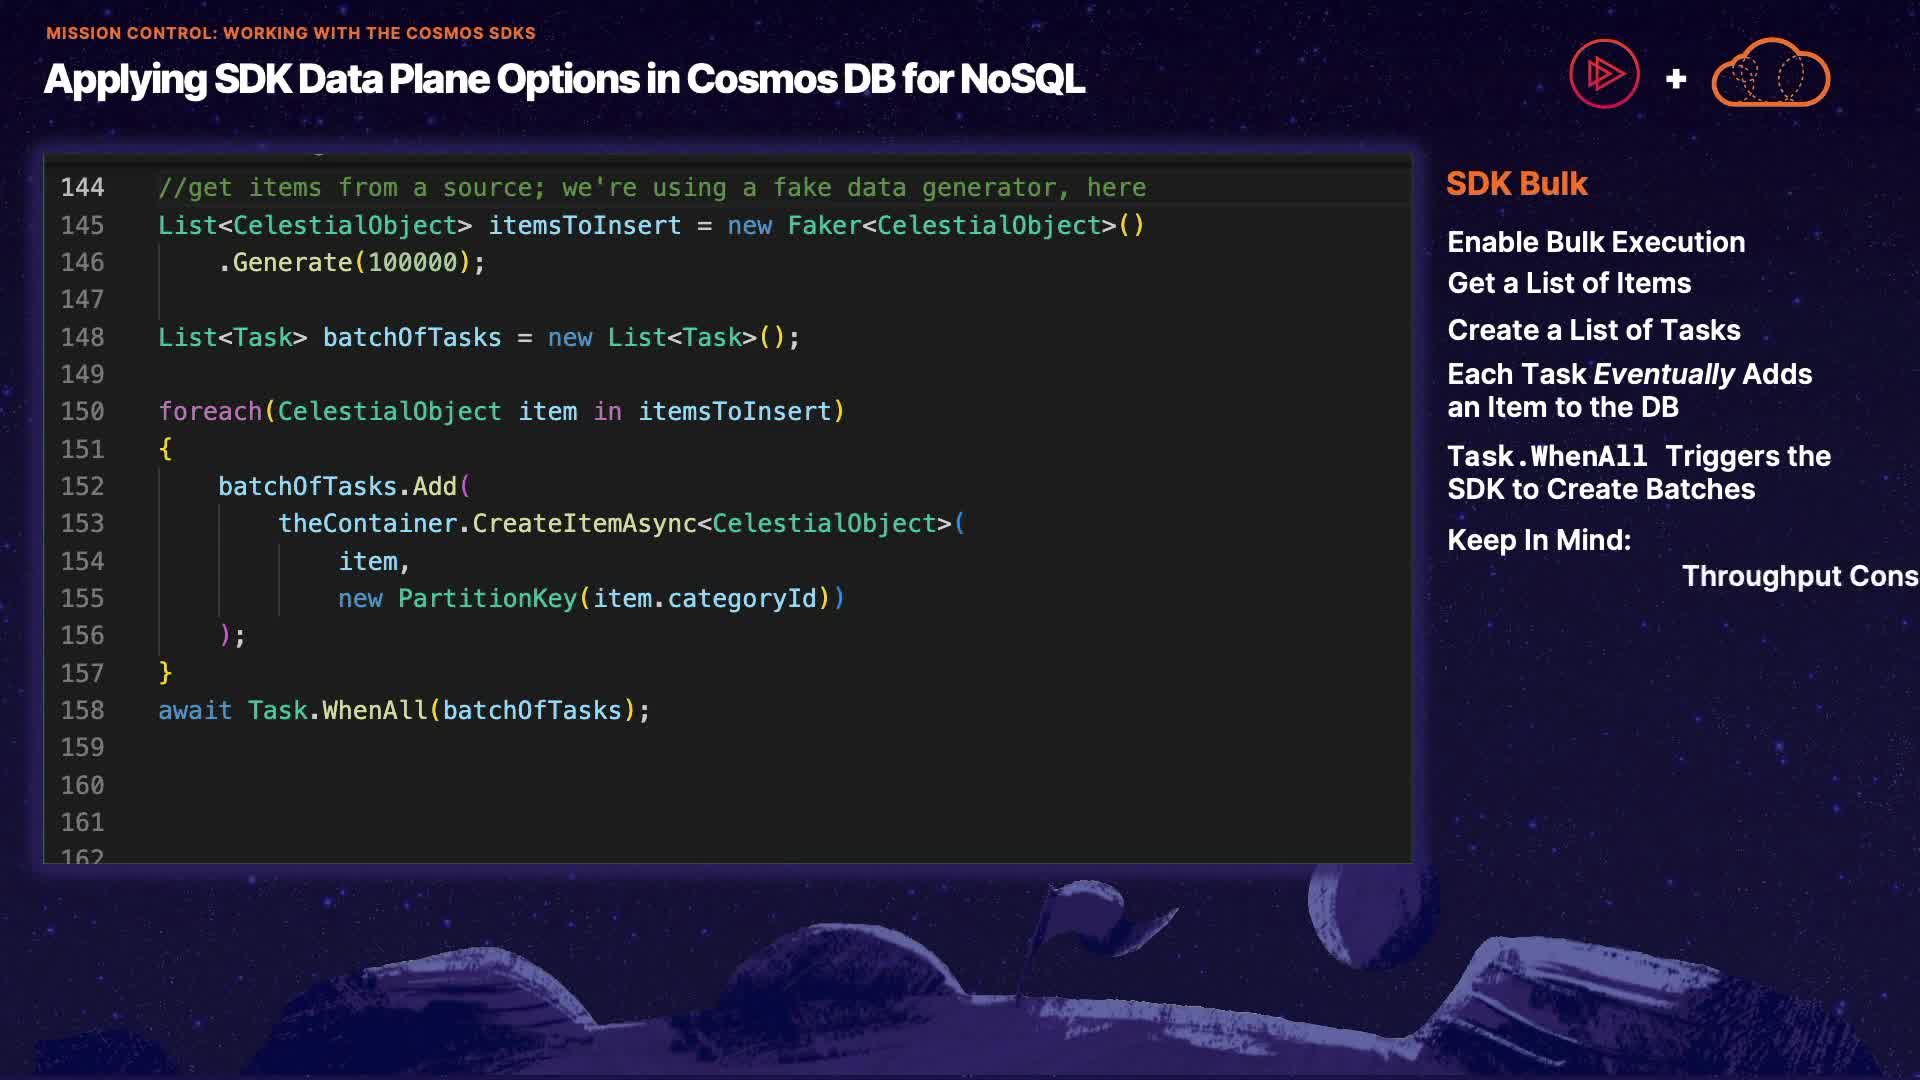 MISSION CONTROL: WORKING WITH THE COSMOS SDKS
Applying SDK Data Plane Options in Cosmos DB for NoSQL
144 //get items from a source; we're using a fake data generator, here
145 List<CelestialObject> itemsToInsert = new Faker<CelestialObject>()
146 .Generate(100000);
147
148 List<Task> batchOfTasks = new List<Task>();
149
150 foreach(CelestialObject item in itemsToInsert)
151 {
152 batchOfTasks.Add(
153 theContainer.CreateItemAsync<CelestialObject>(
154 item,
155 new PartitionKey(item.categoryId))
156 );
157 }
158 await Task.WhenAll(batchOfTasks);
159
160
161
162
SDK Bulk
Enable Bulk Execution
Get a List of Items
Create a List of Tasks
Each Task Eventually Adds
an Item to the DB
Task.WhenAll Triggers the
SDK to Create Batches
Keep In Mind:
Throughput Cons